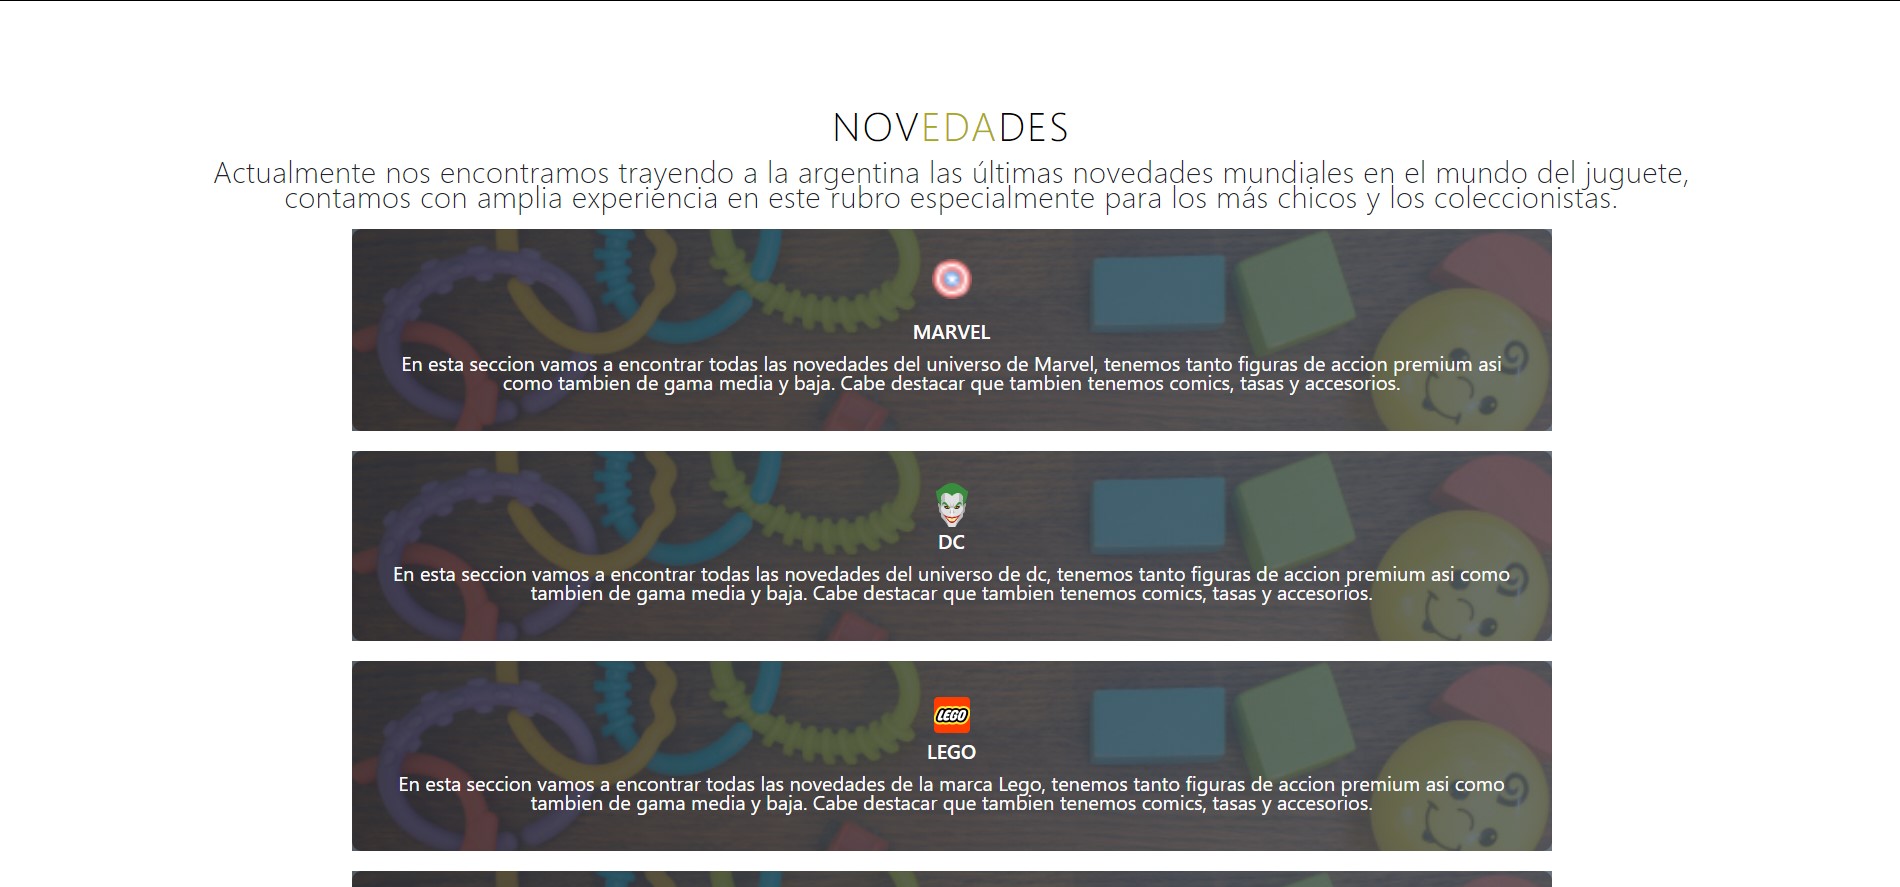 NOVEDADES
Actualmente nos encontramos trayendo a la argentina las últimas novedades mundiales en el mundo del juguete,
contamos con amplia experiencia en este rubro especialmente para los más chicos y los coleccionistas.
MARVEL
En esta seccion vamos a encontrar todas las novedades del universo de Marvel, tenemos tanto figuras de accion premium asi
como tambien de gama media y baja. Cabe destacar que tambien tenemos comics, tasas y accesorios.
DC
En esta seccion vamos a encontrar todas las novedades del universo de dc, tenemos tanto figuras de accion premium asi como
tambien de gama media y baja. Cabe destacar que tambien tenemos comics, tasas y accesorios.
LEGO
LEGO
En esta seccion vamos a encontrar todas las novedades de la marca Lego, tenemos tanto figuras de accion premium asi como
tambien de gama media y baja. Cabe destacar que tambien tenemos comics, tasas y accesorios.